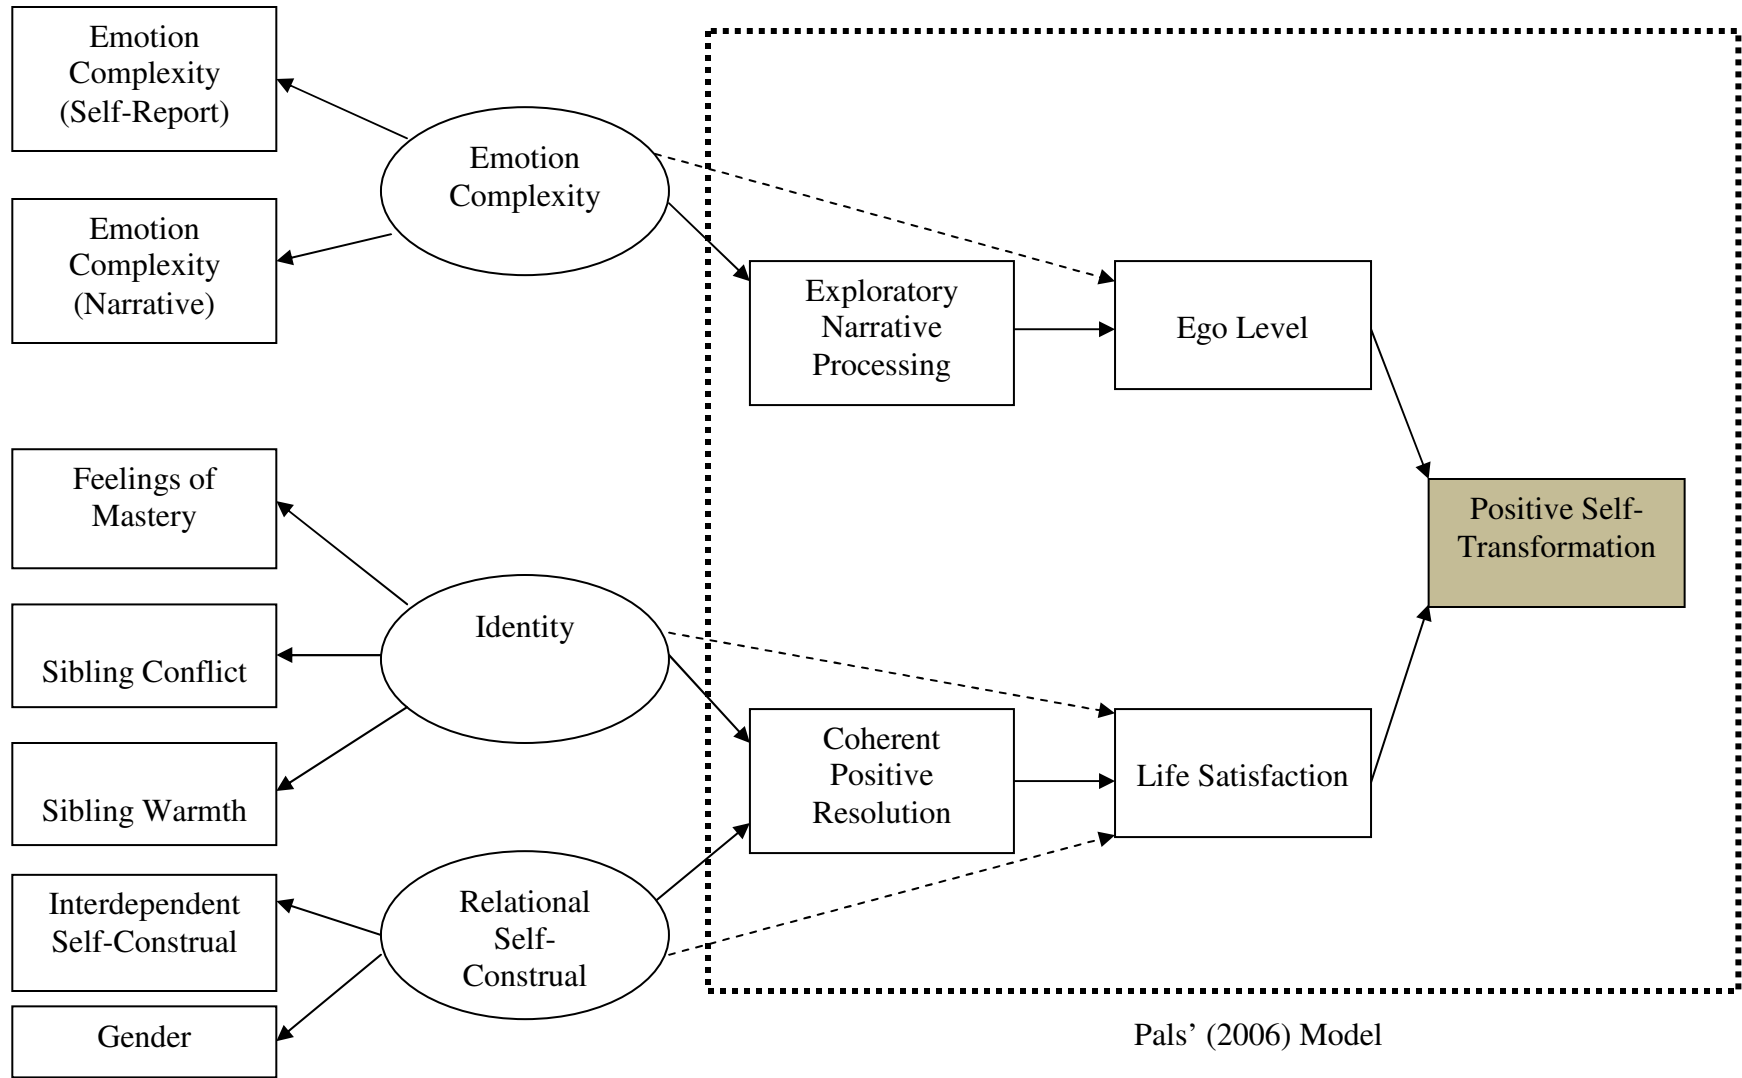 Emotion
Complexity
(Self-Report)
Emotion
Complexity
Emotion
Complexity
(Narrative)
Exploratory
Narrative
Processing
Ego Level
Feelings of
Mastery
Positive Self-
Transformation
Identity
Sibling Conflict
Coherent
Positive
Resolution
Life Satisfaction
Sibling Warmth
Interdependent
Self-Construal
Relational
Self-
Construal
Gender
Pals’ (2006) Model